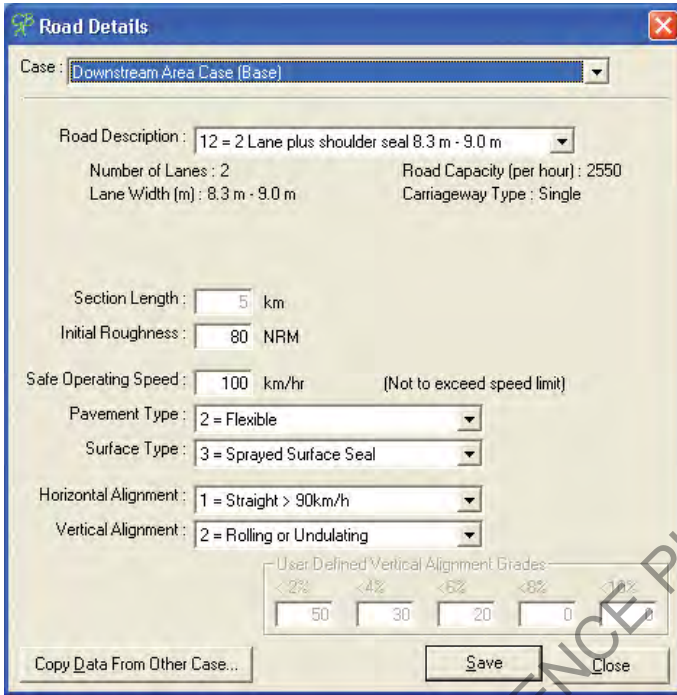 Road Details
Case : Downstream Area Case (Base)
Road Description : 12 = 2 Lane plus shoulder seal 8.3 m - 9.0 m
Number of Lanes : 2 Road Capacity (per hour) : 2550
Lane Width (m) : 8.3 m - 9.0 m Carriageway Type : Single
Section Length : 5 km
Initial Roughness : 80 NRM
Safe Operating Speed : 100 km/hr (Not to exceed speed limit)
Pavement Type : 2 = Flexible
Surface Type : 3 = Sprayed Surface Seal
Horizontal Alignment : 1 = Straight > 90km/h
Vertical Alignment : 2 = Rolling or Undulating
User Defined Vertical Alignment Grades
<2% <4% <6% <8% <10%
50 30 20 0 0
Copy Data From Other Case... Save Close